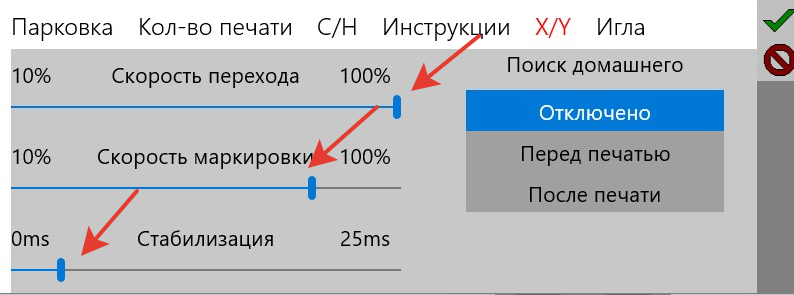 Парковка Кол-во печати С/Н Инструкции X/Y Игла
10% Скорость перехода 100%
Поиск домашнего
Отключено
10% Скорость маркировки 100%
Перед печатью
После печати
0ms Стабилизация 25ms